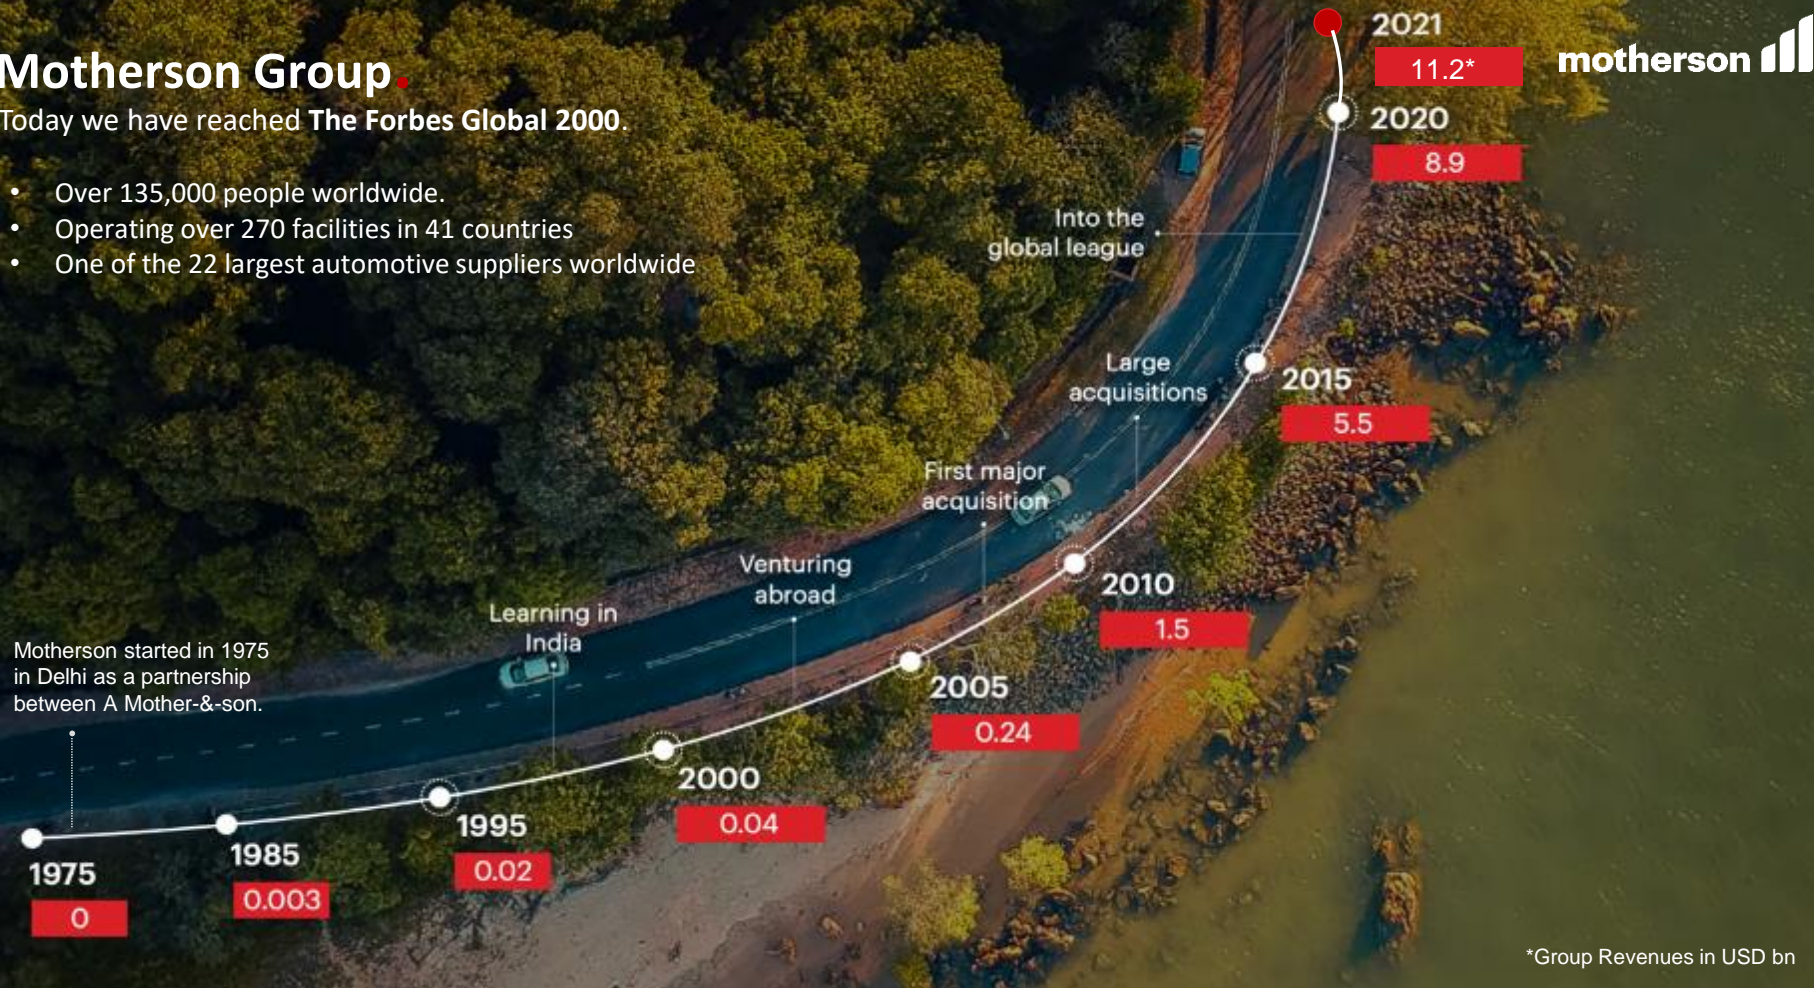 Motherson Group.
Today we have reached The Forbes Global 2000.
• Over 135,000 people worldwide.
• Operating over 270 facilities in 41 countries
• One of the 22 largest automotive suppliers worldwide
motherson
2021
11.2*
2020
8.9
Into the
global league
2015
5.5
Large
acquisitions
First major
acquisition
2010
1.5
Venturing
abroad
2005
0.24
Learning in
India
2000
0.04
1995
0.02
1985
0.003
Motherson started in 1975
in Delhi as a partnership
between A Mother-&-son.
1975
0
*Group Revenues in USD bn